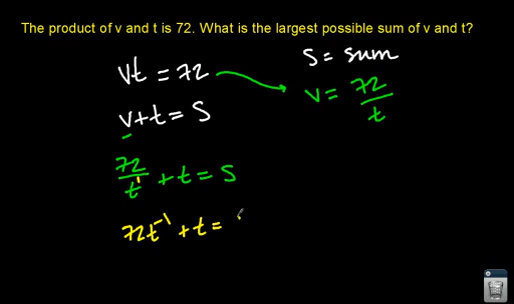 The product of v and t is 72. What is the largest possible sum of v and t?
vt = 72
v+t = S
72/t¹ + t = S
72t⁻¹ + t =
S = sum
v = 72/t